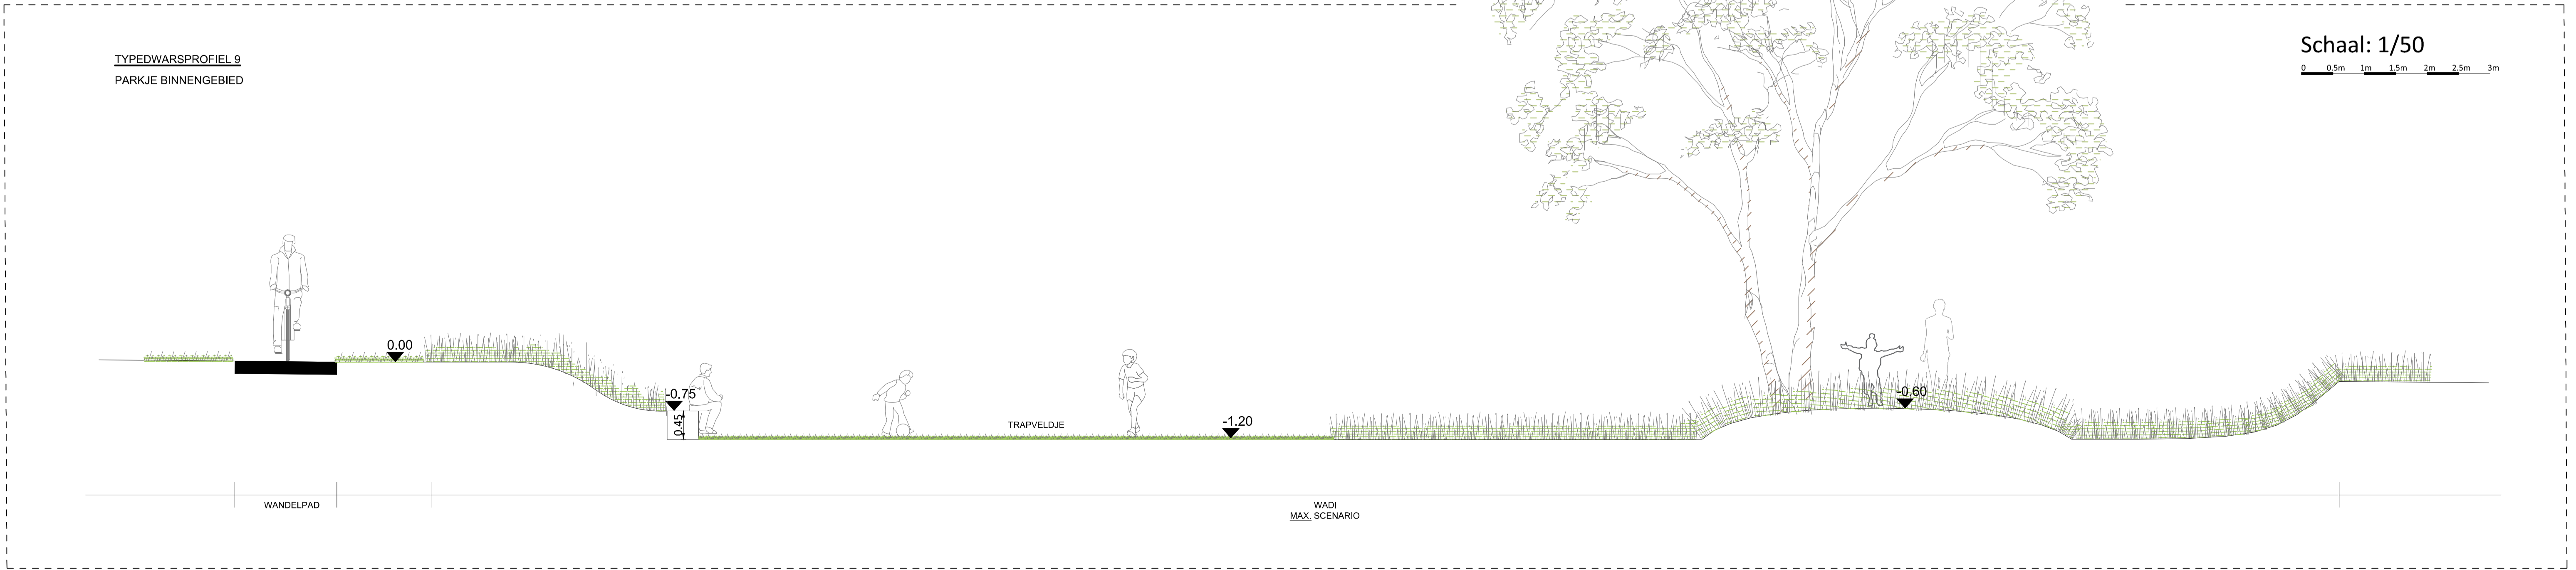 TYPEDWARSPROFIEL 9
PARKJE BINNENGEBIED
Schaal: 1/50
0 0.5m 1m 1.5m 2m 2.5m 3m
0.00
-0.75
0.45
TRAPVELDJE
-1.20
-0.60
WANDELPAD
WADI
MAX. SCENARIO